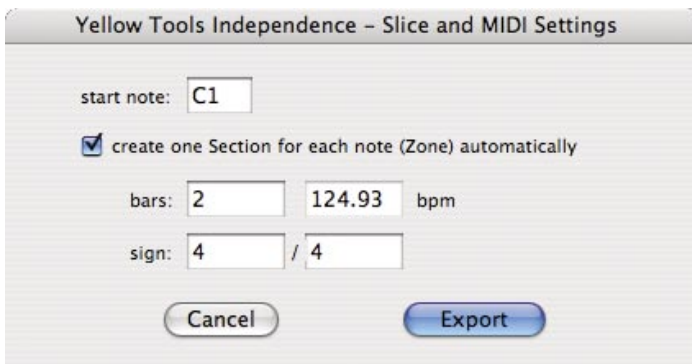 Yellow Tools Independence – Slice and MIDI Settings
start note: C1
create one Section for each note (Zone) automatically
bars: 2 124.93 bpm
sign: 4 / 4
Cancel Export